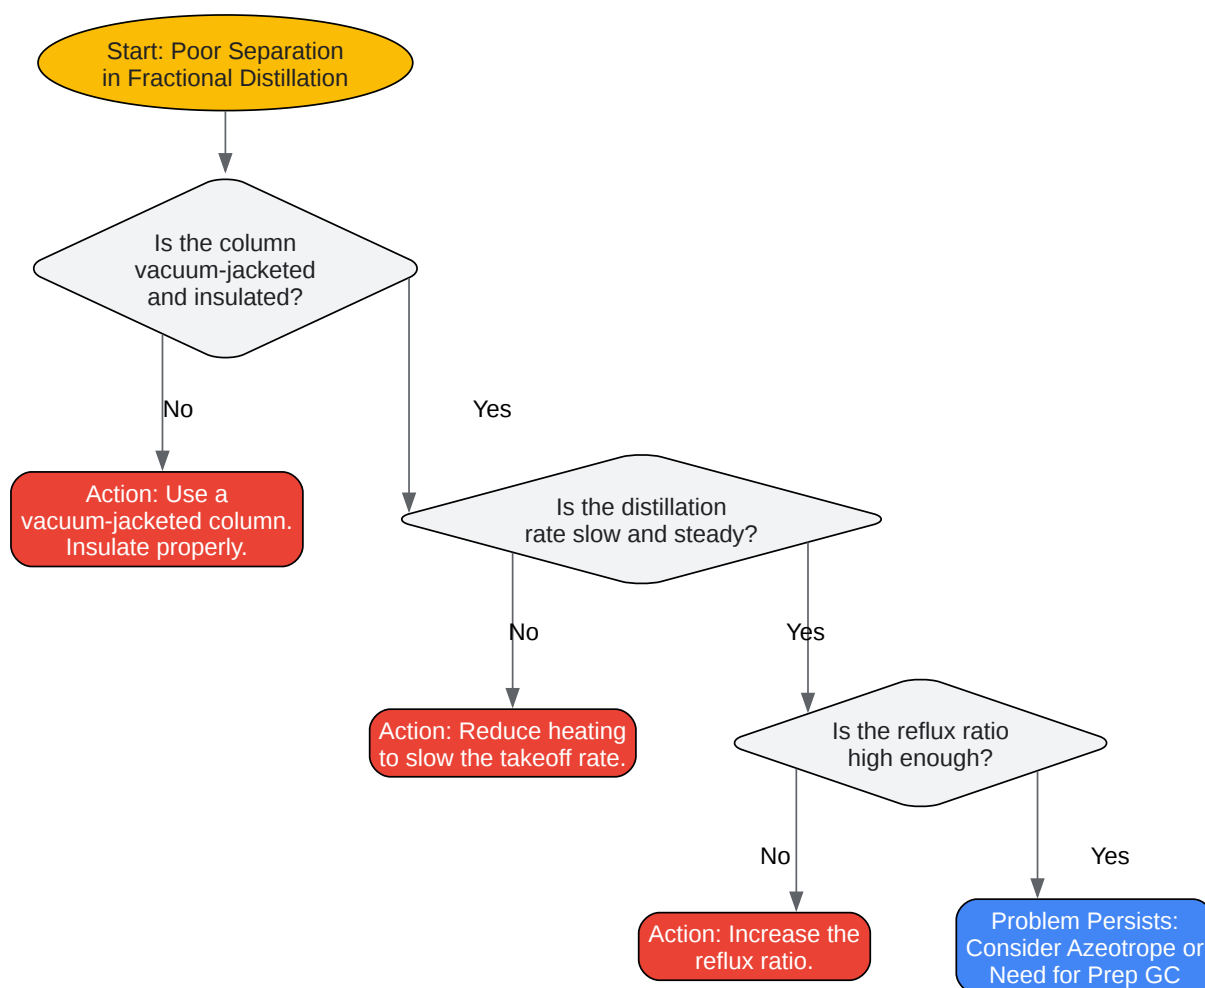 Start: Poor Separation
in Fractional Distillation
Is the column
vacuum-jacketed
and insulated?
No
Yes
Action: Use a
vacuum-jacketed column.
Insulate properly.
Is the distillation
rate slow and steady?
No
Yes
Action: Reduce heating
to slow the takeoff rate.
Is the reflux ratio
high enough?
No
Yes
Action: Increase the
reflux ratio.
Problem Persists:
Consider Azeotrope or
Need for Prep GC